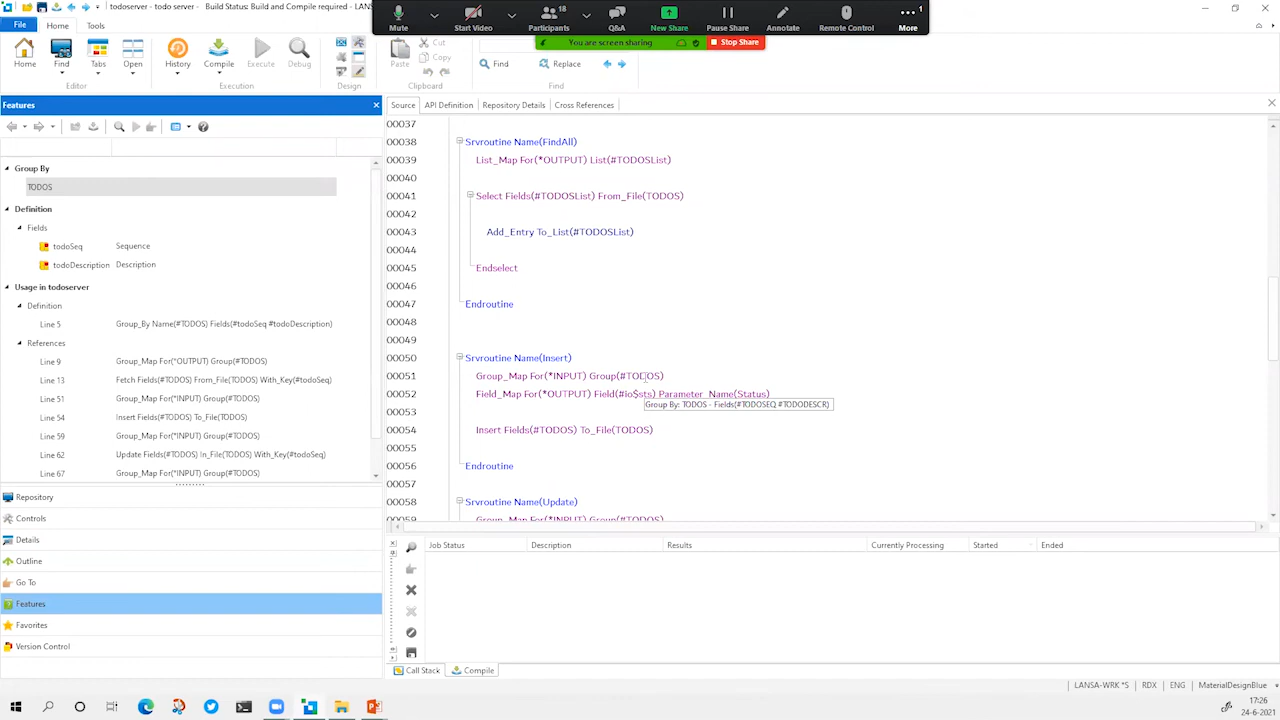 todoserver - todo server
Build Status: Build and Compile required -
Mute
Start Video
18
Participants
Q&A
New Share
Pause Share
Annotate
Remote Control
1
More
You are screen sharing
Stop Share
File
Home
Tools
Home
Find
Tabs
Open
Editor
History
Compile
Execute
Debug
Execution
Design
Paste
Cut
Copy
Clipboard
Find
Replace
Find
Features
Group By
TODOS
Definition
Fields
todoSeq Sequence
todoDescription Description
Usage in todoserver
Definition
Line 5 Group_By Name(#TODOS) Fields(#todoSeq #todoDescription)
References
Line 9 Group_Map For(*OUTPUT) Group(#TODOS)
Line 13 Fetch Fields(#TODOS) From_File(TODOS) With_Key(#todoSeq)
Line 51 Group_Map For(*INPUT) Group(#TODOS)
Line 54 Insert Fields(#TODOS) To_File(TODOS)
Line 59 Group_Map For(*INPUT) Group(#TODOS)
Line 62 Update Fields(#TODOS) In_File(TODOS) With_Key(#todoSeq)
Line 67 Group_Map For(*INPUT) Group(#TODOS)
Repository
Controls
Details
Outline
Go To
Features
Favorites
Version Control
Source API Definition Repository Details Cross References
00037
00038 Srvroutine Name(FindAll)
00039 List_Map For(*OUTPUT) List(#TODOSList)
00040
00041 Select Fields(#TODOSList) From_File(TODOS)
00042
00043 Add_Entry To_List(#TODOSList)
00044
00045 Endselect
00046
00047 Endroutine
00048
00049
00050 Srvroutine Name(Insert)
00051 Group_Map For(*INPUT) Group(#TODOS)
00052 Field_Map For(*OUTPUT) Field(#io$sts) Parameter_Name(Status)
Group By: TODOS - Fields(#TODOSEQ #TODODESCR)
00053
00054 Insert Fields(#TODOS) To_File(TODOS)
00055
00056 Endroutine
00057
00058 Srvroutine Name(Update)
00059 Group_Map For(*INPUT) Group(#TODOS)
Job Status Description Results Currently Processing Started Ended
Call Stack Compile
LANSA-WRK *S RDX ENG MaterialDesignBlue
17:26
24-6-2021